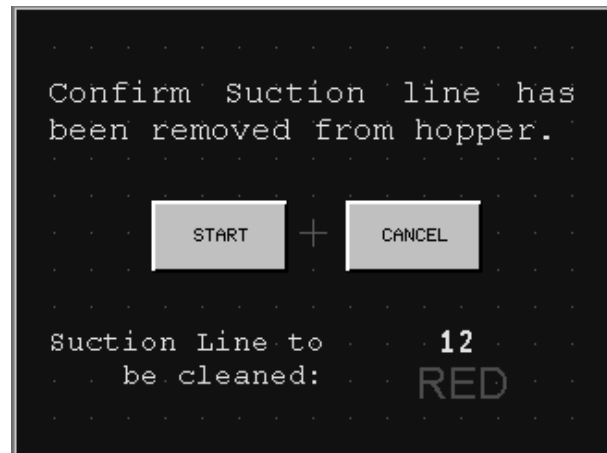 Confirm Suction line has
been removed from hopper.
START + CANCEL
Suction Line to 12
be cleaned: RED